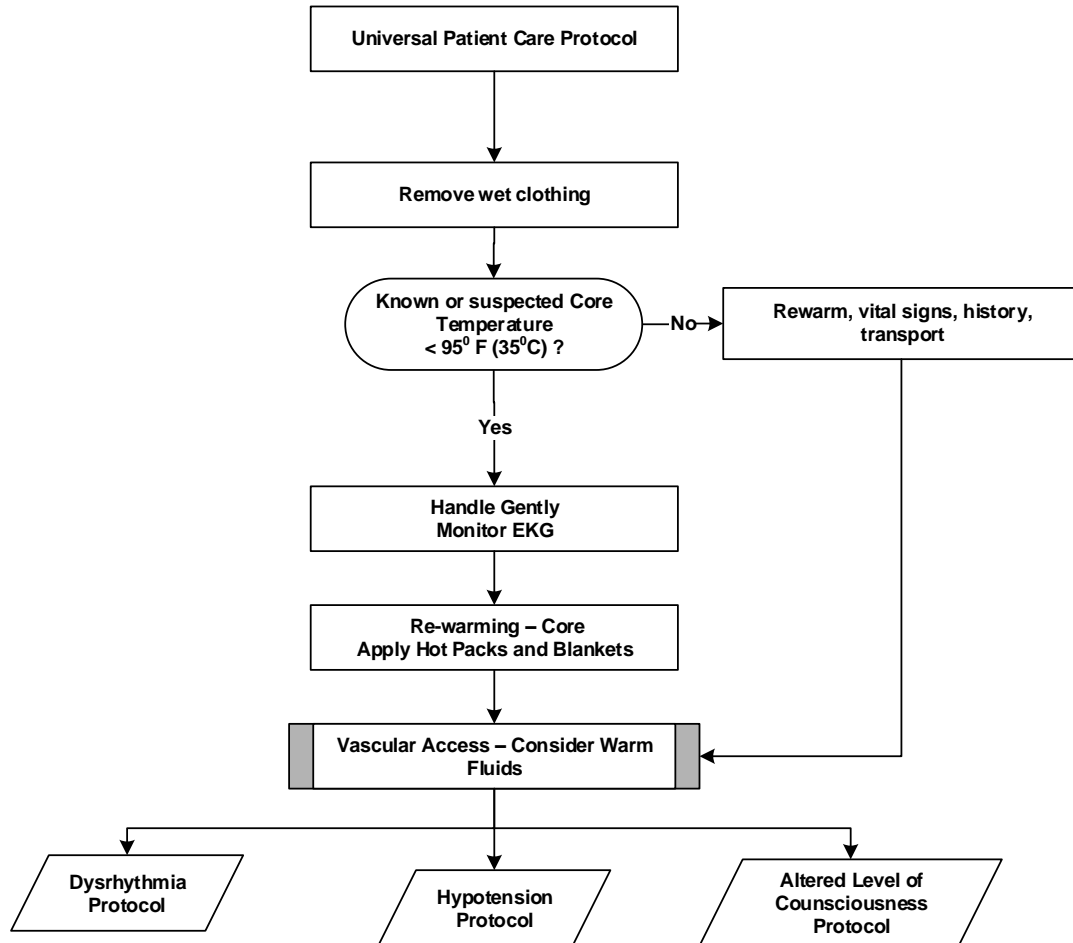 Universal Patient Care Protocol
Remove wet clothing
Known or suspected Core
Temperature
< 95⁰ F (35⁰C) ?
No
Rewarm, vital signs, history,
transport
Yes
Handle Gently
Monitor EKG
Re-warming – Core
Apply Hot Packs and Blankets
Vascular Access – Consider Warm
Fluids
Dysrhythmia
Protocol
Hypotension
Protocol
Altered Level of
Counsciousness
Protocol